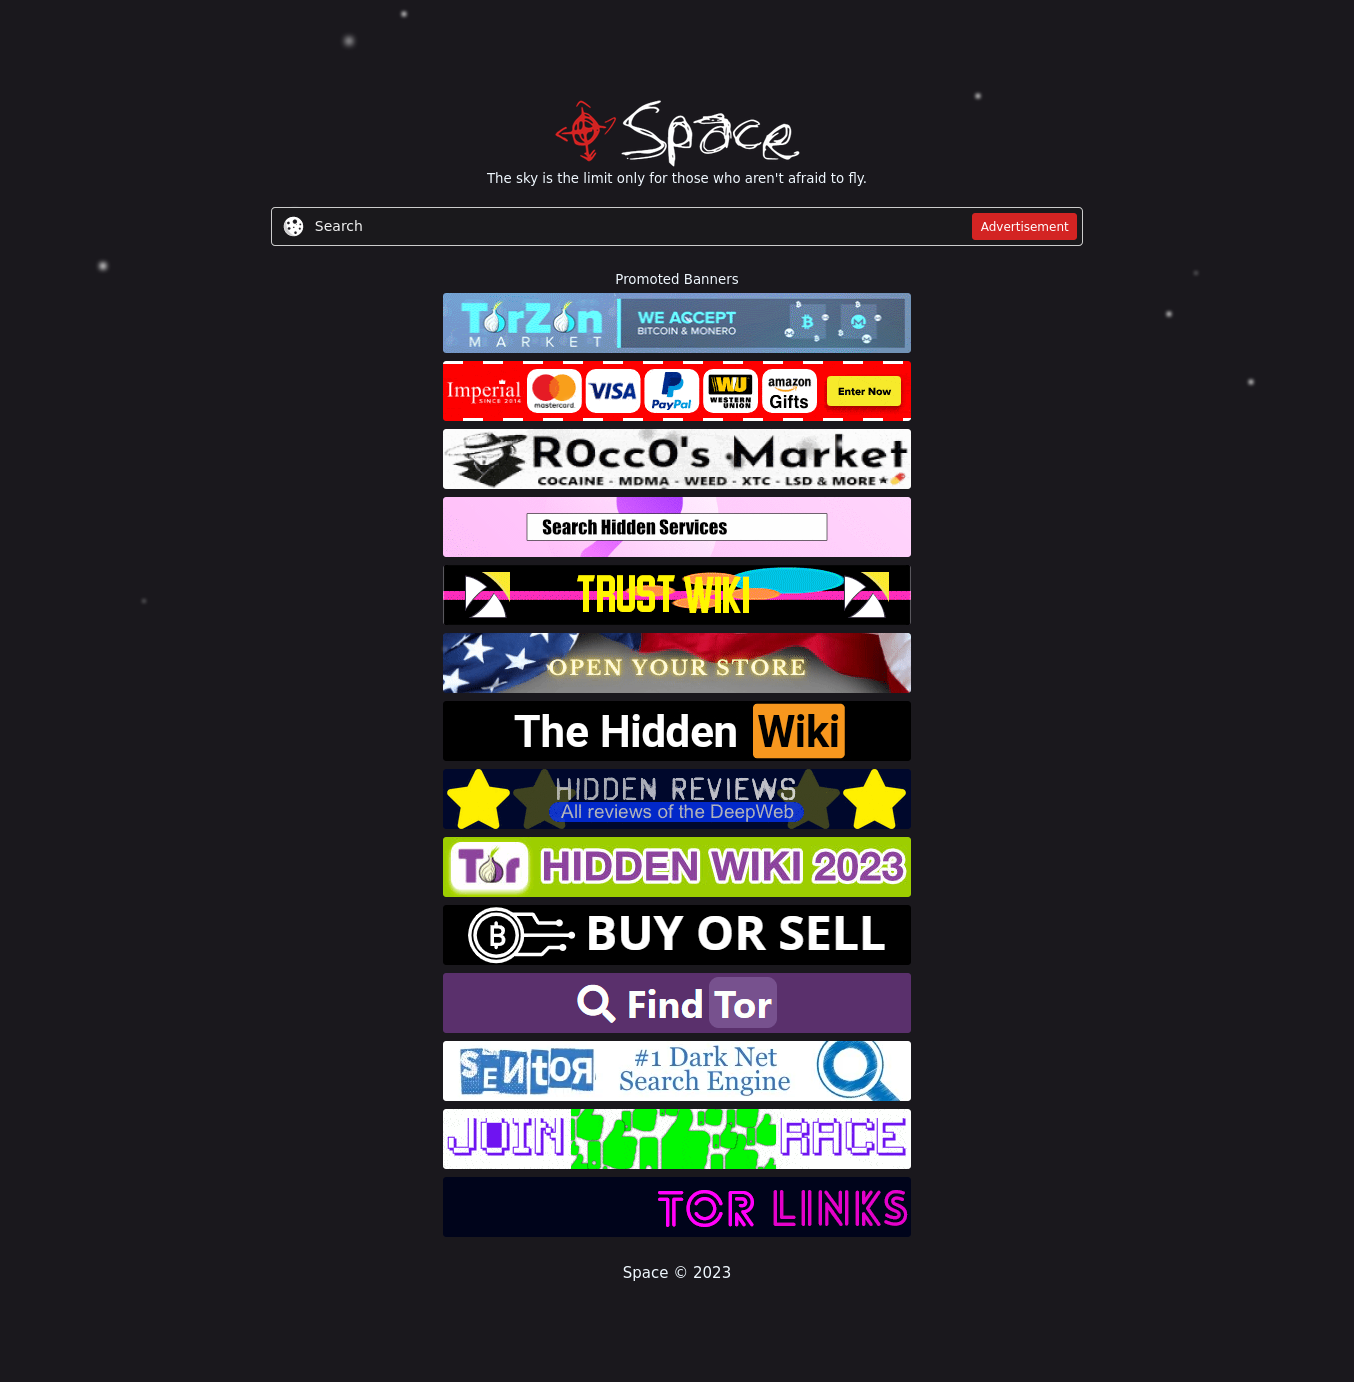 Space
The sky is the limit only for those who aren't afraid to fly.
Search
Advertisement
Promoted Banners
TorZon
MARKET
WE ACCEPT
BITCOIN & MONERO
Imperial
SINCE 2014
mastercard.
VISA
PayPal
WU
WESTERN
UNION
amazon
Gifts
Enter Now
ROccO's Market
COCAINE - MDMA - WEED - XTC - LSD & MORE
Search Hidden Services
TRUST WIKI
OPEN YOUR STORE
The Hidden Wiki
HIDDEN REVIEWS
All reviews of the DeepWeb
Tor HIDDEN WIKI 2023
BUY OR SELL
Find Tor
SENtOR
#1 Dark Net
Search Engine
JOIN RACE
TOR LINKS
Space © 2023